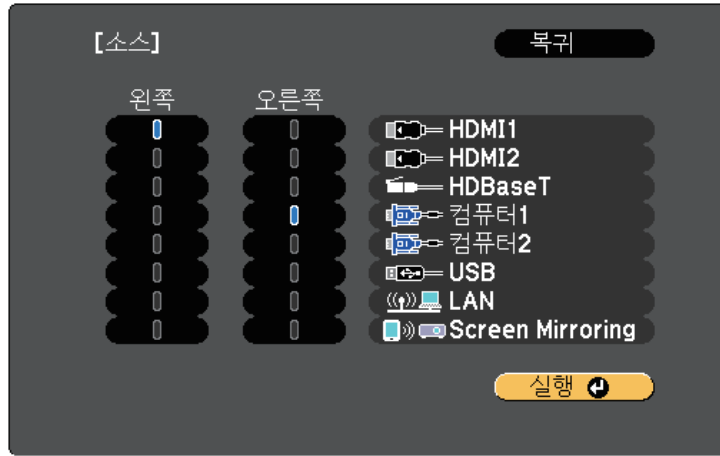 [소스]
복귀
왼쪽 오른쪽
HDMI1
HDMI2
HDBaseT
컴퓨터1
컴퓨터2
USB
LAN
Screen Mirroring
실행